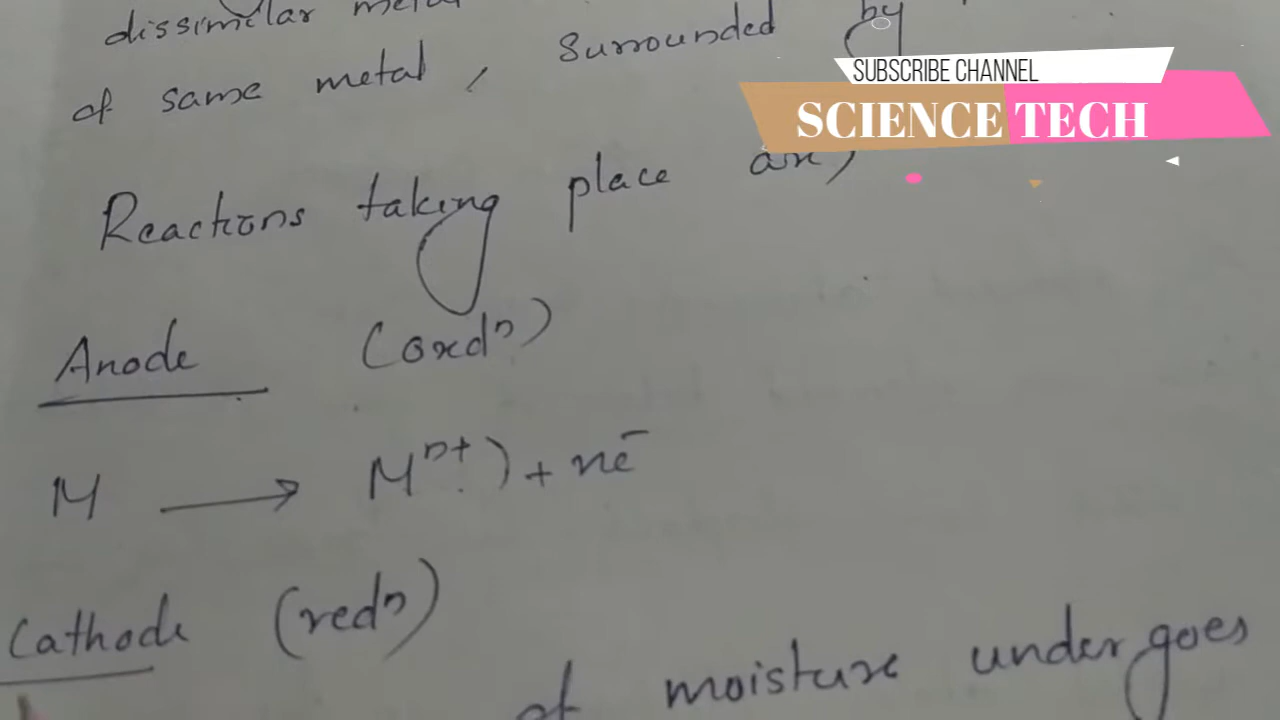 dissimilar metal
of same metal, surrounded by
SUBSCRIBE CHANNEL
SCIENCE TECH
Reactions taking place are,
Anode (oxdⁿ)
M → Mⁿ⁺) + ne⁻
Cathode (redⁿ)
of moisture undergoes